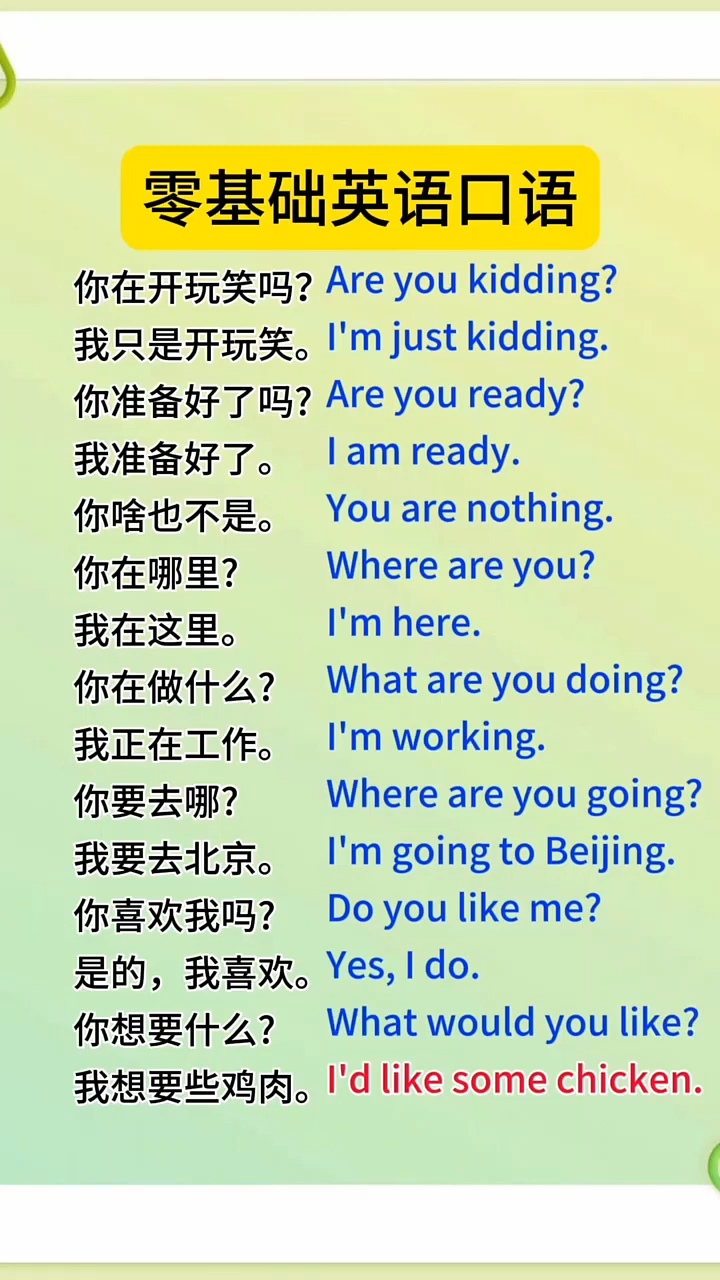 零基础英语口语
你在开玩笑吗？ Are you kidding?
我只是开玩笑。 I'm just kidding.
你准备好了吗？ Are you ready?
我准备好了。 I am ready.
你啥也不是。 You are nothing.
你在哪里？ Where are you?
我在这里。 I'm here.
你在做什么？ What are you doing?
我正在工作。 I'm working.
你要去哪？ Where are you going?
我要去北京。 I'm going to Beijing.
你喜欢我吗？ Do you like me?
是的，我喜欢。 Yes, I do.
你想要什么？ What would you like?
我想要些鸡肉。 I'd like some chicken.